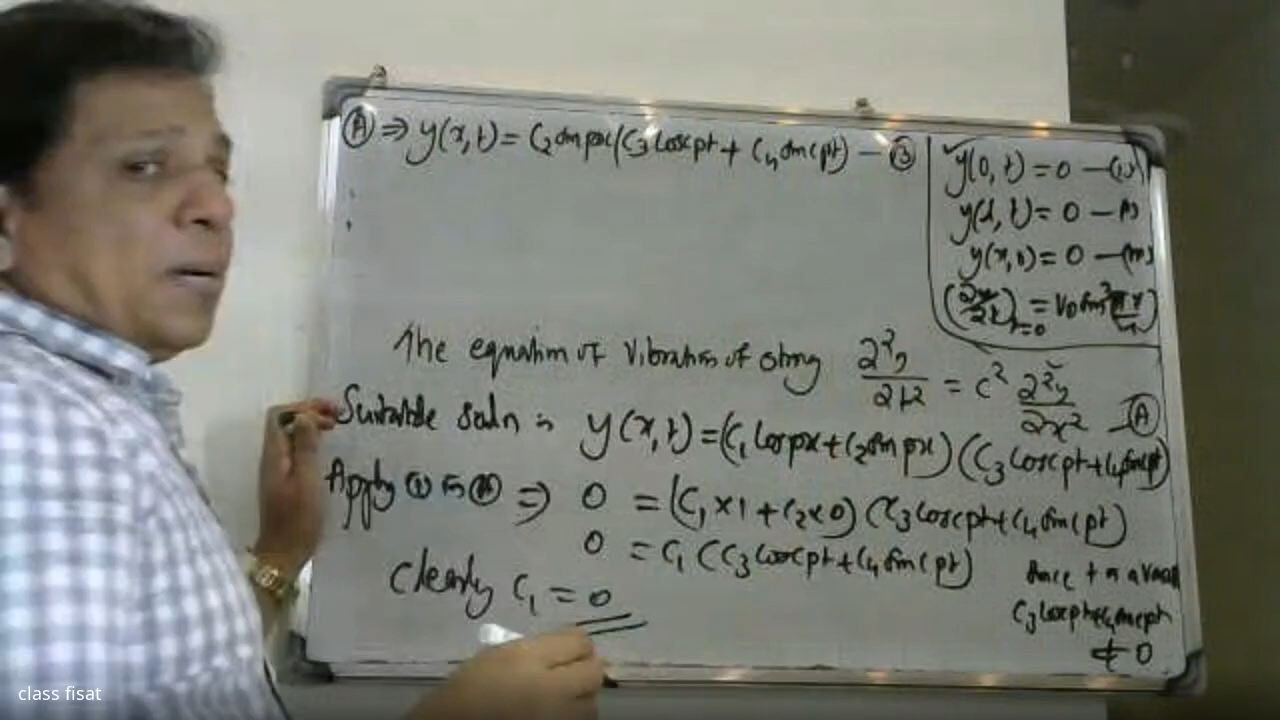 Ⓐ ⇒ y(x,t) = C₂ sin px (C₃ cos cpt + C₄ sin cpt) — Ⓑ
y(0, t) = 0 — (i)
y(l, t) = 0 —
y(x, 0) = 0 — (iii)
(∂y/∂t)t=0 = V₀ sin³ πx/l
The equation of vibration of string ∂²y/∂t² = c² ∂²y/∂x²
Suitable soln is y(x,t) = (C₁ cos px + C₂ sin px) (C₃ cos cpt + C₄ sin cpt) — Ⓐ
Apply ① in Ⓐ ⇒ 0 = (C₁ × 1 + C₂ × 0) (C₃ cos cpt + C₄ sin cpt)
0 = C₁ (C₃ cos cpt + C₄ sin cpt)
Clearly C₁ = 0
Since t is a
C₃ cos cpt + C₄ sin cpt
≠ 0
class fisat